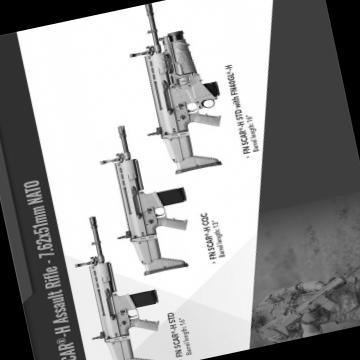 CAR®-H Assault Rifle - 7.62x51mm NATO
• FN SCAR®-H STD
Barrel length: 16"
• FN SCAR®-H CQC
Barrel length: 13"
• FN SCAR®-H STD with FN40GL®-H
Barrel length: 16"